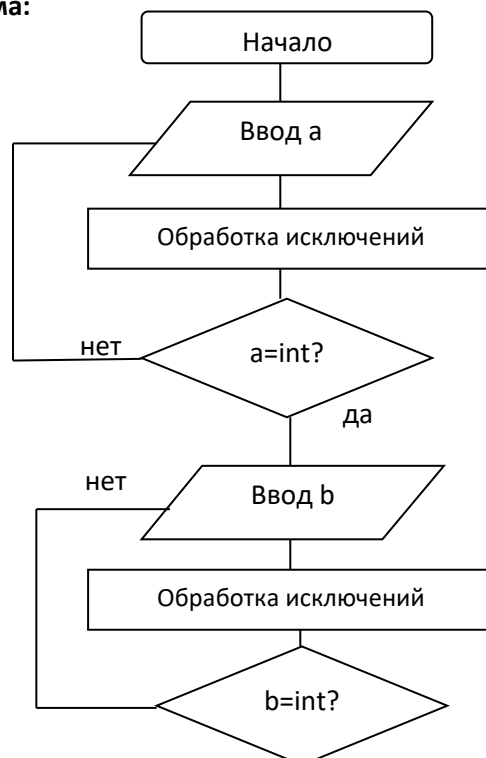 ма:
Начало
Ввод a
Обработка исключений
нет
a=int?
да
нет
Ввод b
Обработка исключений
b=int?